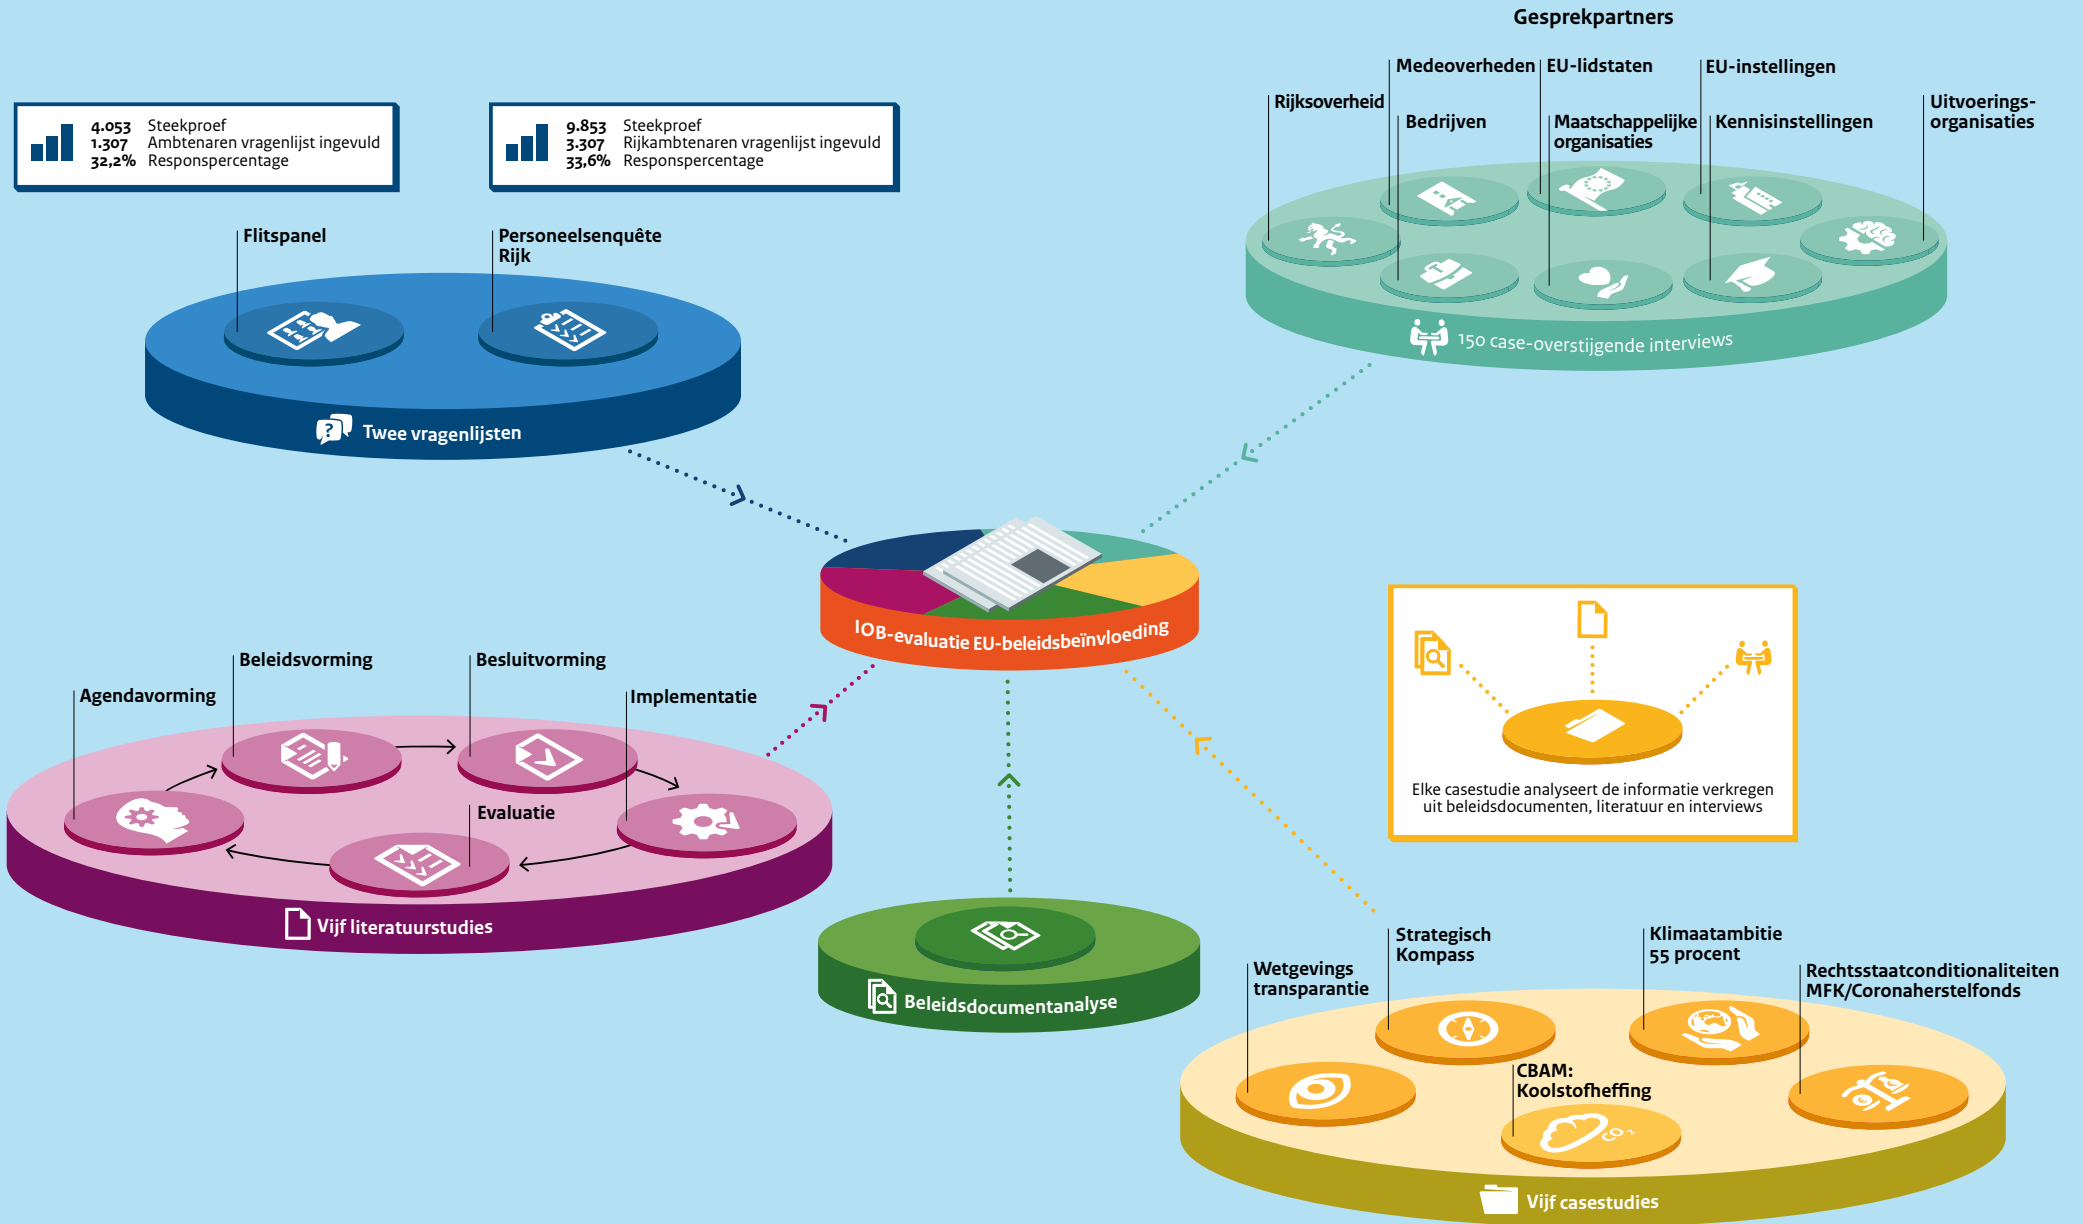 Gesprekpartners
Medeoverheden
EU-lidstaten
EU-instellingen
Rijksoverheid
Uitvoerings-
organisaties
Bedrijven
Maatschappelijke
organisaties
Kennisinstellingen
150 case-overstijgende interviews
4.053 Steekproef
1.307 Ambtenaren vragenlijst ingevuld
32,2% Responspercentage
9.853 Steekproef
3.307 Rijkambtenaren vragenlijst ingevuld
33,6% Responspercentage
Flitspanel
Personeelsenquête
Rijk
?
Twee vragenlijsten
IOB-evaluatie EU-beleidsbeïnvloeding
Agendavorming
Beleidsvorming
Besluitvorming
Implementatie
Evaluatie
Vijf literatuurstudies
Beleidsdocumentanalyse
Elke casestudie analyseert de informatie verkregen
uit beleidsdocumenten, literatuur en interviews
Wetgevings
transparantie
Strategisch
Kompass
Klimaatambitie
55 procent
Rechtsstaatconditionaliteiten
MFK/Coronaherstelfonds
CBAM:
Koolstofheffing
CO2
Vijf casestudies